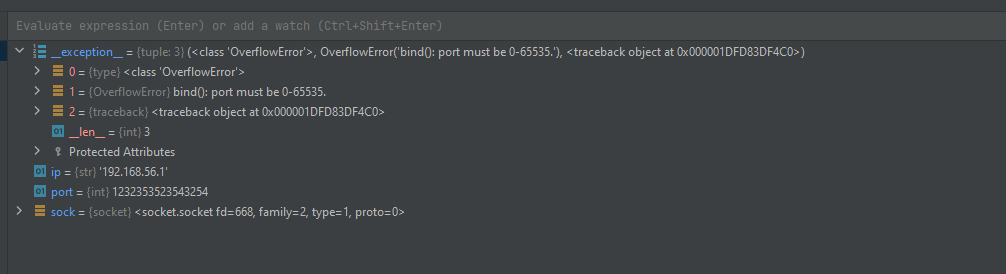 Evaluate expression (Enter) or add a watch (Ctrl+Shift+Enter)
__exception__ = {tuple: 3} (<class 'OverflowError'>, OverflowError('bind(): port must be 0-65535.'), <traceback object at 0x000001DFD83DF4C0>)
0 = {type} <class 'OverflowError'>
1 = {OverflowError} bind(): port must be 0-65535.
2 = {traceback} <traceback object at 0x000001DFD83DF4C0>
01 __len__ = {int} 3
Protected Attributes
01 ip = {str} '192.168.56.1'
01 port = {int} 1232353523543254
sock = {socket} <socket.socket fd=668, family=2, type=1, proto=0>